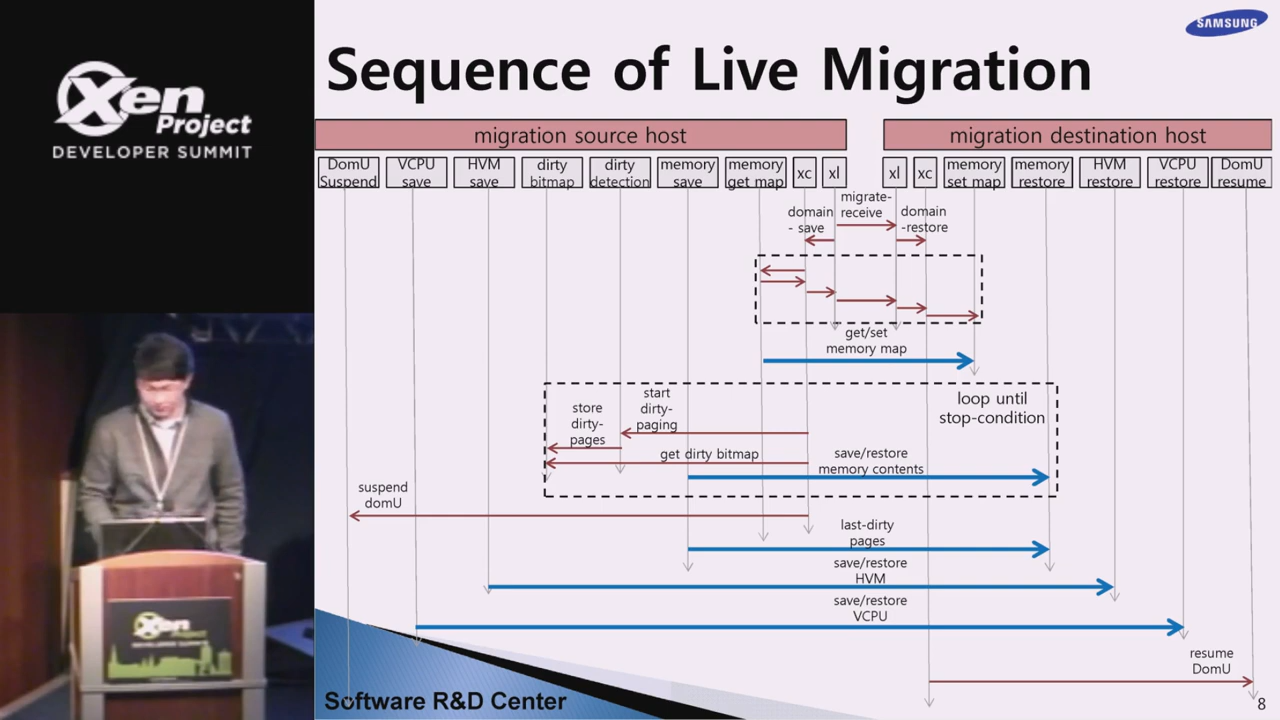 Xen
Project
DEVELOPER SUMMIT
SAMSUNG
Sequence of Live Migration
migration source host
migration destination host
DomU
Suspend
VCPU
save
HVM
save
dirty
bitmap
dirty
detection
memory
save
memory
get map
xc
xl
xl
xc
memory
set map
memory
restore
HVM
restore
VCPU
restore
DomU
resume
migrate-
receive
domain
- save
domain
-restore
get/set
memory map
loop until
stop-condition
start
dirty-
paging
store
dirty-
pages
get dirty bitmap
save/restore
memory contents
suspend
domU
last-dirty
pages
save/restore
HVM
save/restore
VCPU
resume
DomU
Software R&D Center
8
Xen
Project
DEVELOPER SUMMIT